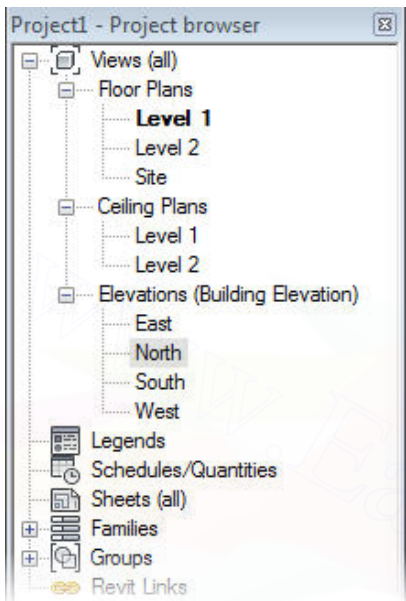 Project1 - Project browser
Views (all)
Floor Plans
Level 1
Level 2
Site
Ceiling Plans
Level 1
Level 2
Elevations (Building Elevation)
East
North
South
West
Legends
Schedules/Quantities
Sheets (all)
Families
Groups
Revit Links